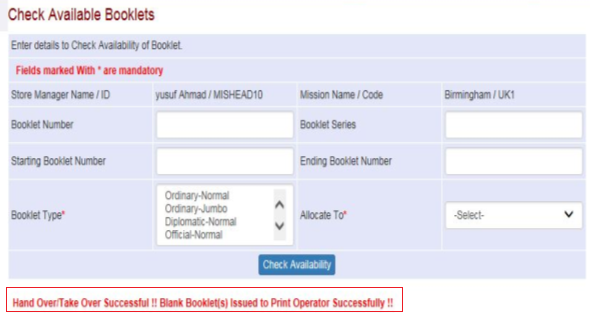 Check Available Booklets
Enter details to Check Availability of Booklet.
Fields marked With * are mandatory
Store Manager Name / ID yusuf Ahmad / MISHEAD10 Mission Name / Code Birmingham / UK1
Booklet Number Booklet Series
Starting Booklet Number Ending Booklet Number
Booklet Type* Ordinary-Normal
Ordinary-Jumbo
Diplomatic-Normal
Official-Normal
Allocate To* -Select-
Check Availability
Hand Over/Take Over Successful !! Blank Booklet(s) Issued to Print Operator Successfully !!